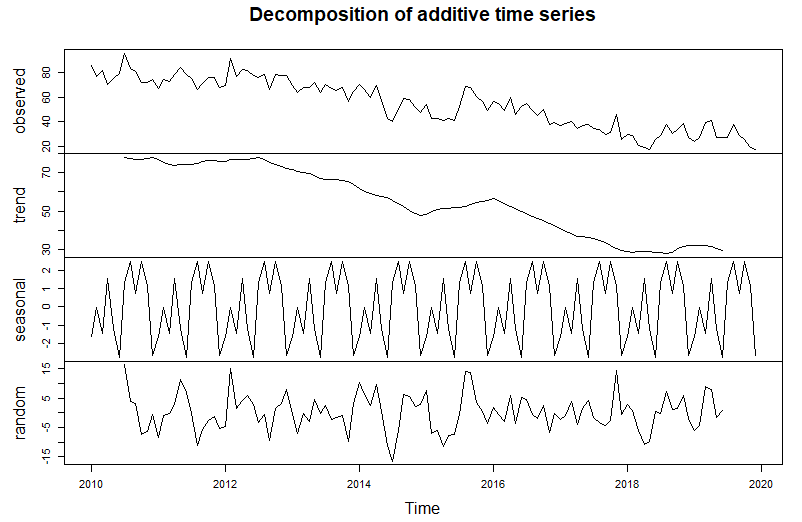 Decomposition of additive time series
observed
20 40 60 80
trend
30 50 70
seasonal
-2 -1 0 1 2
random
-15 -5 5 15
2010 2012 2014 2016 2018 2020
Time